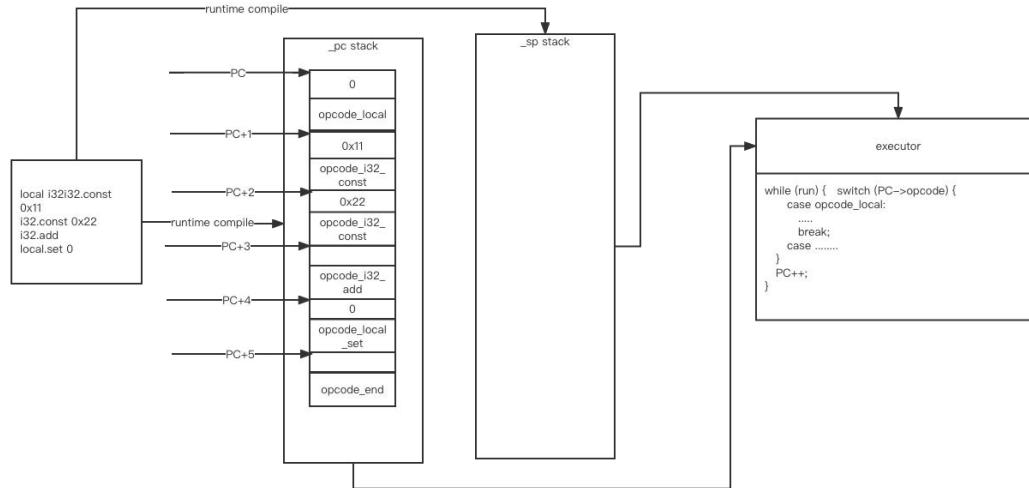 runtime compile
local i32i32.const
0x11
i32.const 0x22
i32.add
local.set 0
runtime compile
PC
PC+1
PC+2
PC+3
PC+4
PC+5
_pc stack
0
opcode_local
0x11
opcode_i32_
const
0x22
opcode_i32_
const
opcode_i32_
add
0
opcode_local
_set
opcode_end
_sp stack
executor
while (run) {   switch (PC->opcode) {
case opcode_local:
.....
break;
case ........
}
PC++;
}